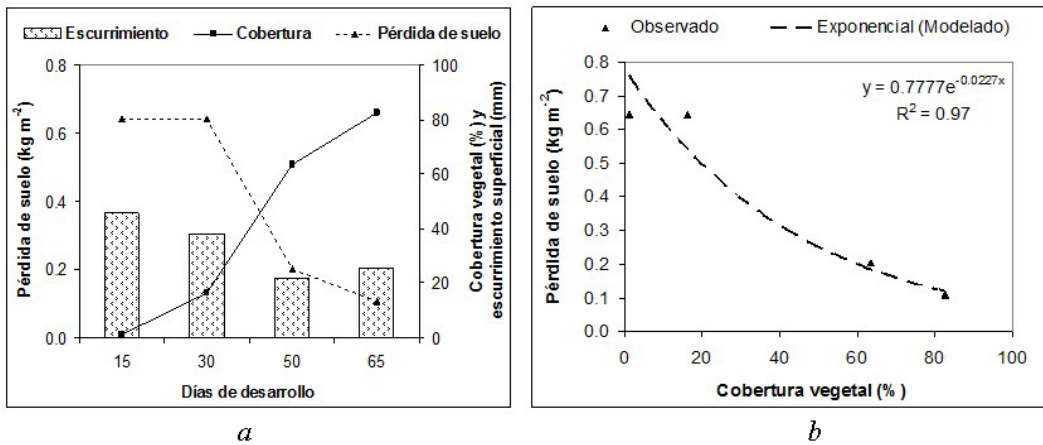 Escurrimiento Cobertura Pérdida de suelo
Pérdida de suelo (kg m-2)
0.8
0.6
0.4
0.2
0.0
100
80
60
40
20
0
Cobertura vegetal (%) y
escurrimiento superficial (mm)
15 30 50 65
Días de desarrollo
a
Observado Exponencial (Modelado)
Pérdida de suelo (kg m-2)
0.8
0.7
0.6
0.5
0.4
0.3
0.2
0.1
0.0
y = 0.7777e-0.0227x
R2 = 0.97
0 20 40 60 80 100
Cobertura vegetal (% )
b